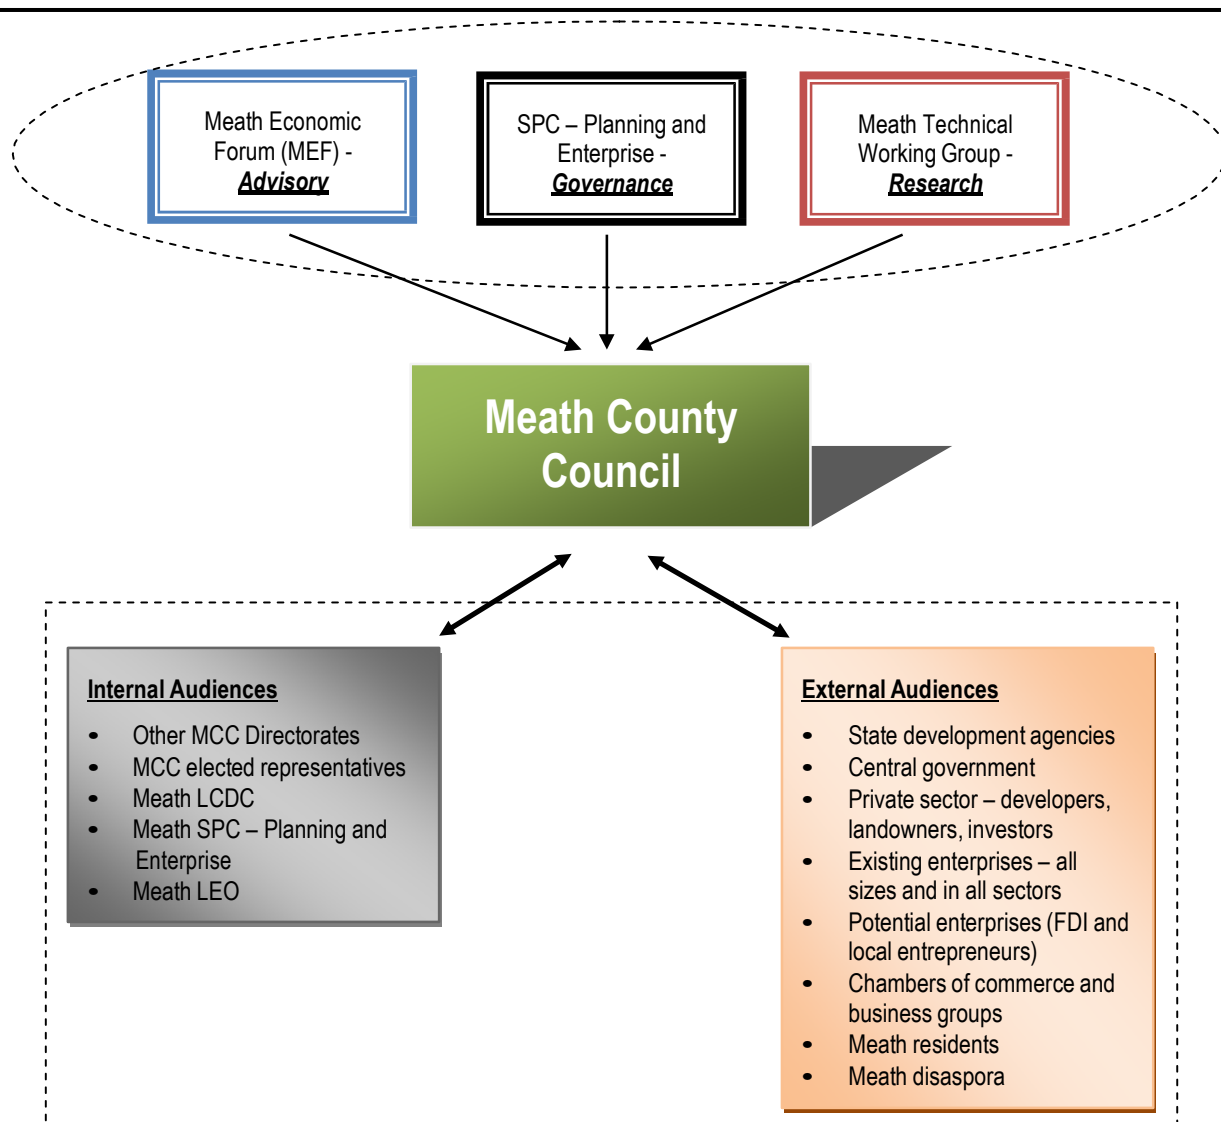 Meath Economic
Forum (MEF) -
Advisory
SPC – Planning and
Enterprise -
Governance
Meath Technical
Working Group -
Research
Meath County
Council
Internal Audiences
• Other MCC Directorates
• MCC elected representatives
• Meath LCDC
• Meath SPC – Planning and
Enterprise
• Meath LEO
External Audiences
• State development agencies
• Central government
• Private sector – developers,
landowners, investors
• Existing enterprises – all
sizes and in all sectors
• Potential enterprises (FDI and
local entrepreneurs)
• Chambers of commerce and
business groups
• Meath residents
• Meath disaspora